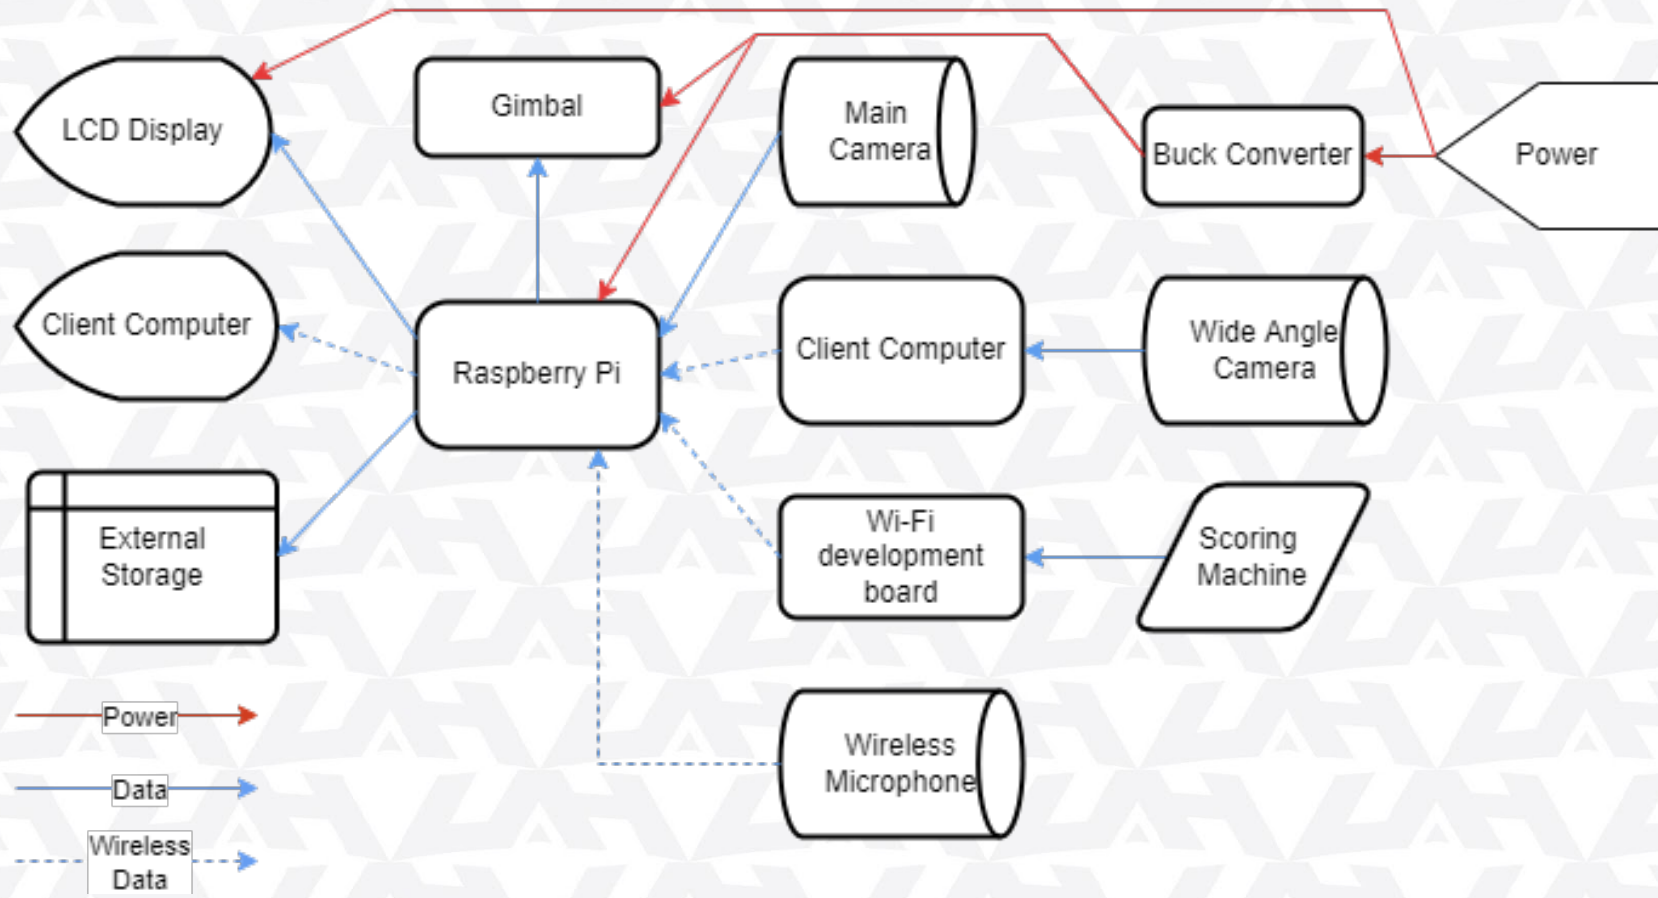 LCD Display
Gimbal
Main
Camera
Buck Converter
Power
Client Computer
Raspberry Pi
Client Computer
Wide Angle
Camera
External
Storage
Wi-Fi
development
board
Scoring
Machine
Wireless
Microphone
Power
Data
Wireless
Data